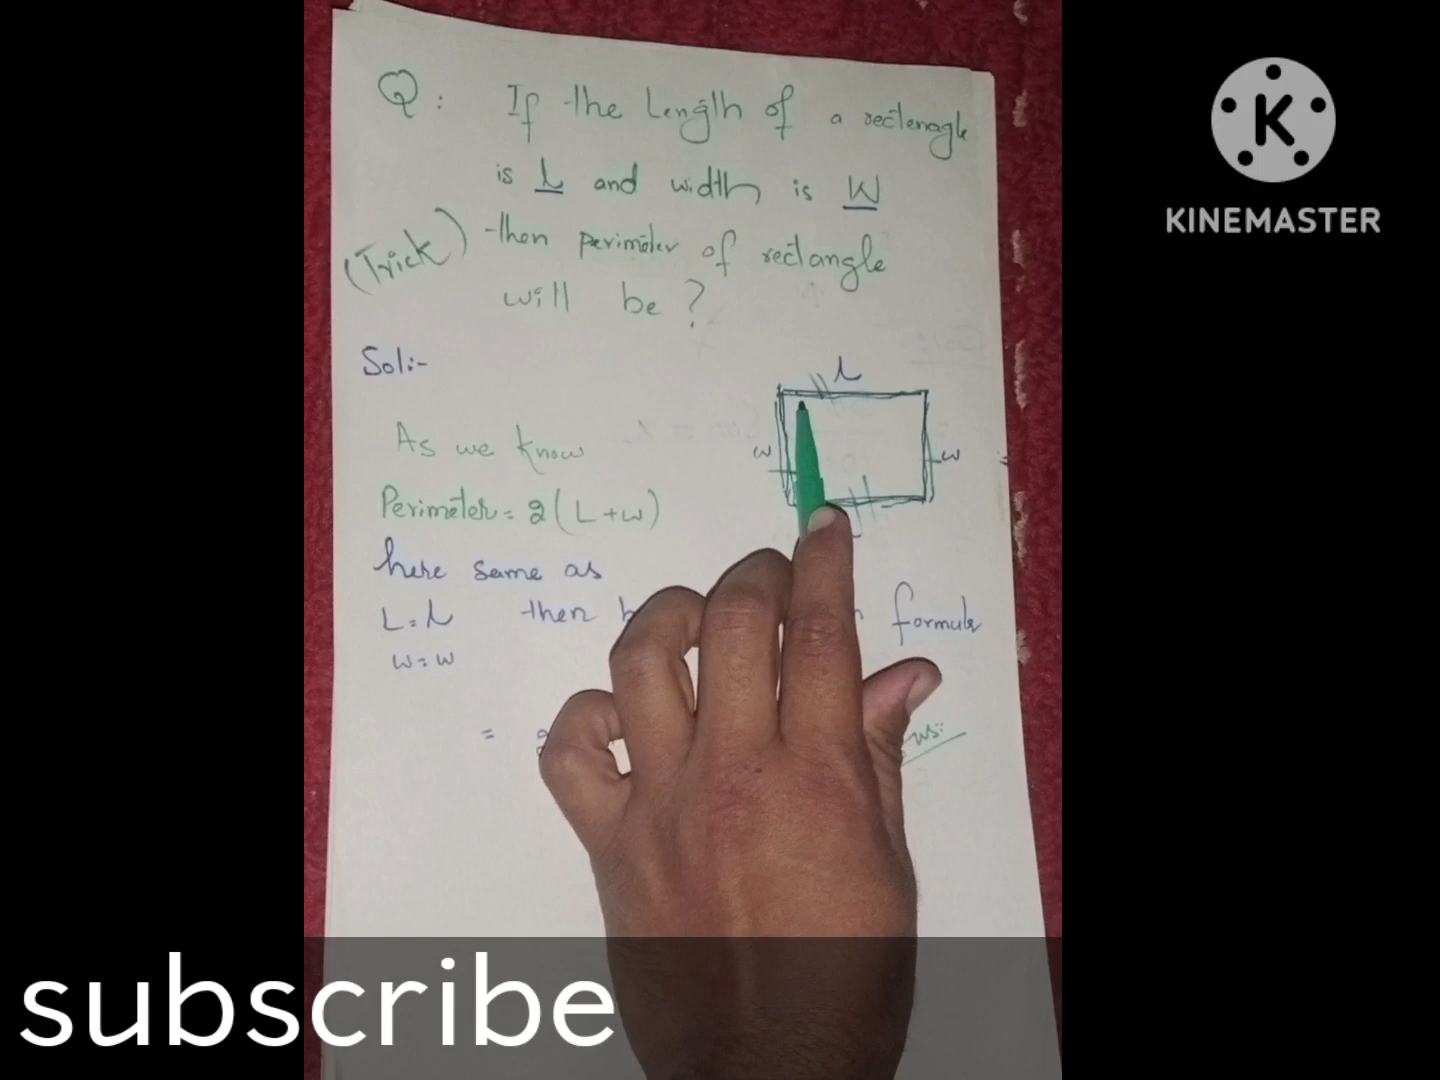 Q: If the Length of a rectenagle
is L and width is W
(Trick) then perimeter of rectangle
will be ?
Sol:-
L
As we know
w w
Perimeter = 2(L+w)
here same as
L = L then formula
w = w
=
subscribe
K
KINEMASTER